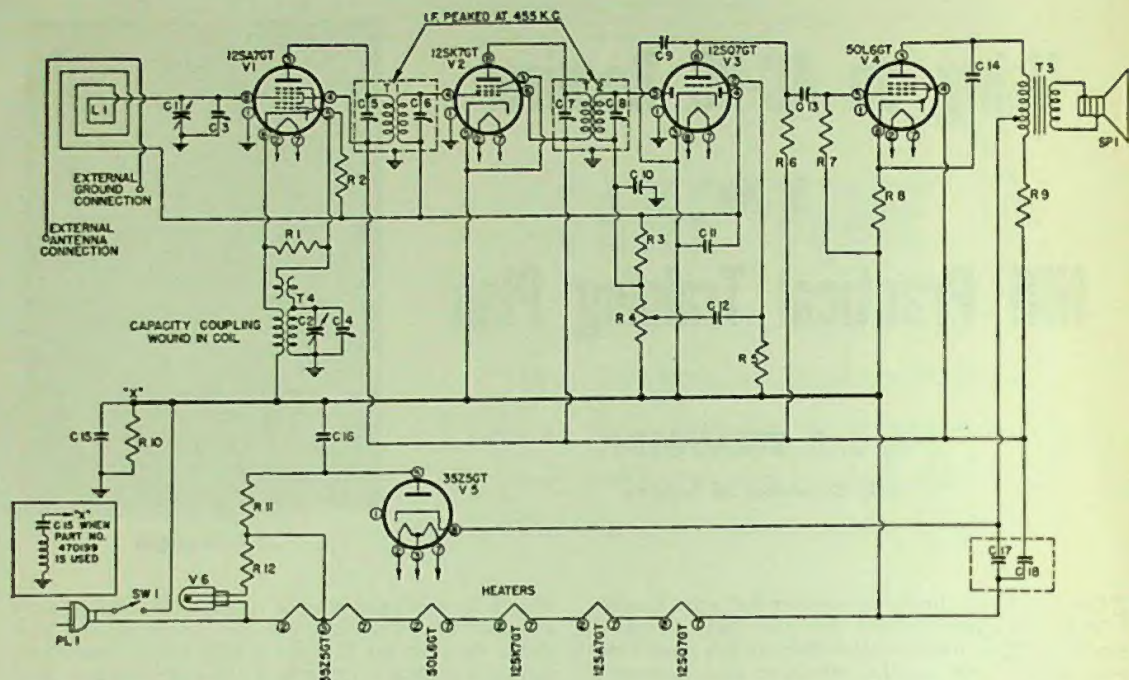 I.F. PEAKED AT 455 K.C.
12SA7GT
V1
12SK7GT
V2
12SQ7GT
V3
50L6GT
V4
L1
C1
C3
C5
C6
C7
C8
C9
C10
C11
C12
C13
C14
T3
SP1
R2
R3
R4
R5
R6
R7
R8
R9
EXTERNAL
GROUND
CONNECTION
EXTERNAL
ANTENNA
CONNECTION
R1
T4
C2
C4
CAPACITY COUPLING
WOUND IN COIL
"X"
C15
R10
C16
35Z5GT
V5
R11
R12
"X"
C15 WHEN
PART NO.
470199
IS USED
V6
SW1
PL1
HEATERS
35Z5GT
50L6GT
12SK7GT
12SA7GT
12SQ7GT
C17
C18